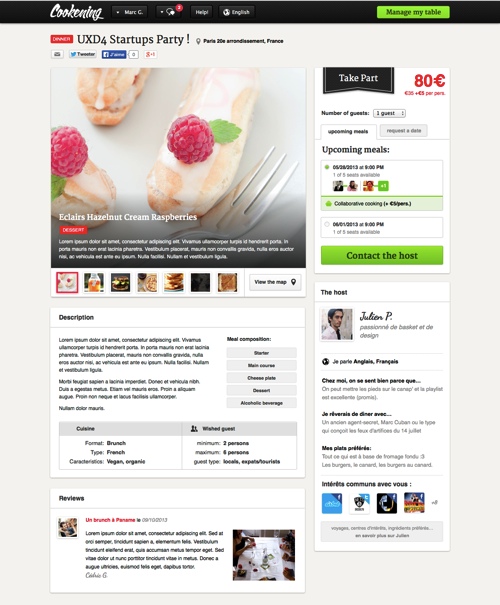 Cookening
Marc G.
2
Help!
English
Manage my table
DINNER
UXD4 Startups Party !
Paris 20e arrondissement, France
Tweeter
J'aime
0
+1
Take Part
80€
€35 +€5 per pers.
Number of guests:
1 guest
upcoming meals
request a date
Upcoming meals:
05/29/2013 at 9:00 PM
1 of 5 seats available
+1
Collaborative cooking (+ €5/pers.)
06/01/2013 at 9:00 PM
1 of 5 seats available
Contact the host
Eclairs Hazelnut Cream Raspberries
DESSERT
Lorem ipsum dolor sit amet, consectetur adipiscing elit. Vivamus ullamcorper turpis interdum in
porta mauris non erat lacinia pharetra. Vestibulum placerat, mauris non convallis gravida, nulla eros auctor
nisi, ac vehicula est ante eu ipsum. Nulla facilisi. Nullam et vestibulum ligula.
View the map
Description
Lorem ipsum dolor sit amet, consectetur adipiscing
elit. Vivamus ullamcorper turpis in porta mauris non erat lacinia
pharetra. Vestibulum placerat, mauris non convallis gravida, nulla
eros auctor nisi, ac vehicula est ante eu ipsum. Nulla facilisi. Nullam
et vestibulum ligula.
Morbi feugiat sapien a lacinia imperdiet. Donec et vehicula nibh.
Duis a egestas metus. Etiam vel mauris eros. Proin a aliquam
augue. Proin non neque et lacus facilisis ullamcorper.
Nullam dolor mauris.
Meal composition:
Starter
Main course
Cheese plate
Dessert
Alcoholic beverage
Cuisine
Format: Brunch
Type: French
Characteristics: Vegan, organic
Wished guest
minimum: 2 persons
maximum: 6 persons
guest type: locals, expats/tourists
Reviews
Un brunch à Paname le 09/10/2013
Lorem ipsum dolor sit amet, consectetur adipiscing elit. Sed at
orci semper, tincidunt sapien a, elementum felis. Vestibulum
tincidunt eleifend erat, quis accumsan metus tempor eget. Sed
vitae dolor ut nunc porttitor tincidunt vitae in metus. Donec a
augue ultricies, euismod felis eget, dapibus tortor.
Cédric G.
The host
Julien P.
passionné de basket et de
design
Je parle Anglais, Français
Chez moi, on se sent bien parce que...
On peut mettre les pieds sur le canap' et la playlist
est excellente (promis).
Je rêverais de diner avec...
Un ancien agent-secret, Marc Cuban ou le type
qui conçoit les feux d'artifices du 14 juillet
Mes plats préférés:
Tout ce qui est à base de fromage fondu :3
Les burgers, le canard, les burgers au canard.
Intérêts communs avec vous :
+8
voyages, centres d'intérêts, ingredients préférés...
en savoir plus sur Julien